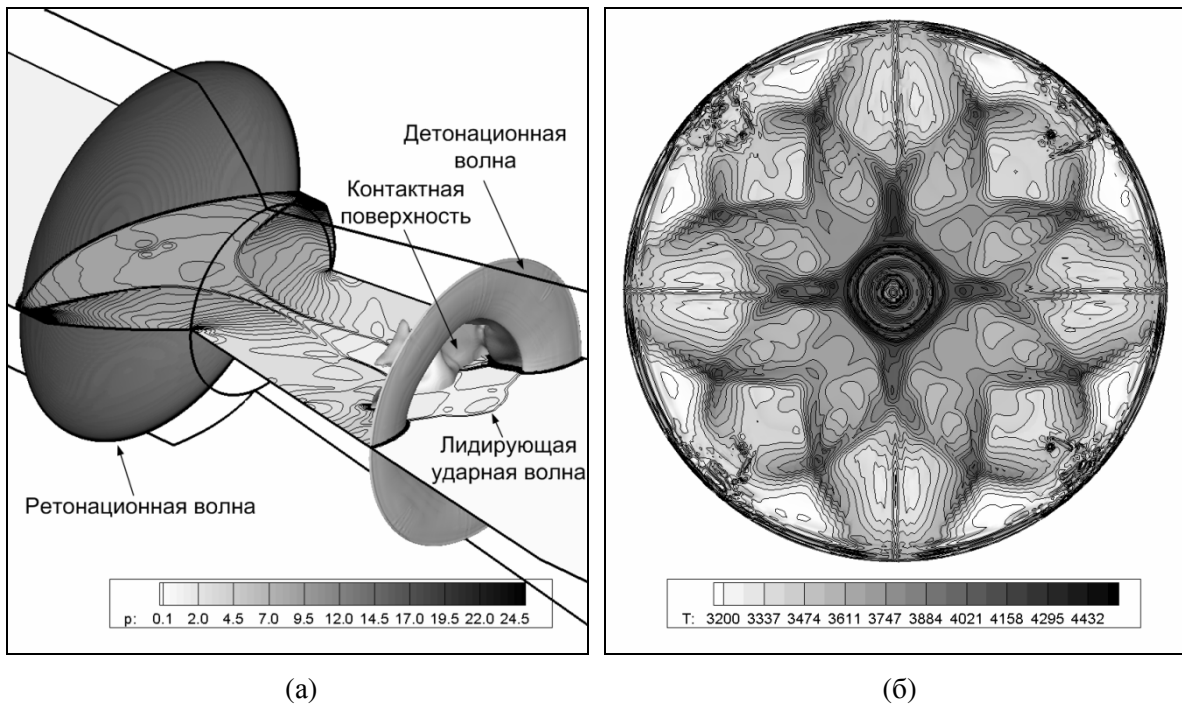 Детонационная
волна
Контактная
поверхность
Лидирующая
ударная волна
Ретонационная волна
p: 0.1 2.0 4.5 7.0 9.5 12.0 14.5 17.0 19.5 22.0 24.5
T: 3200 3337 3474 3611 3747 3884 4021 4158 4295 4432
(а)
(б)